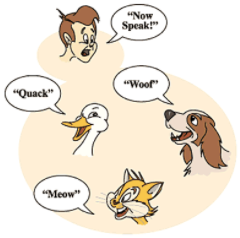 “Now
Speak!”
“Woof”
“Quack”
“Meow”